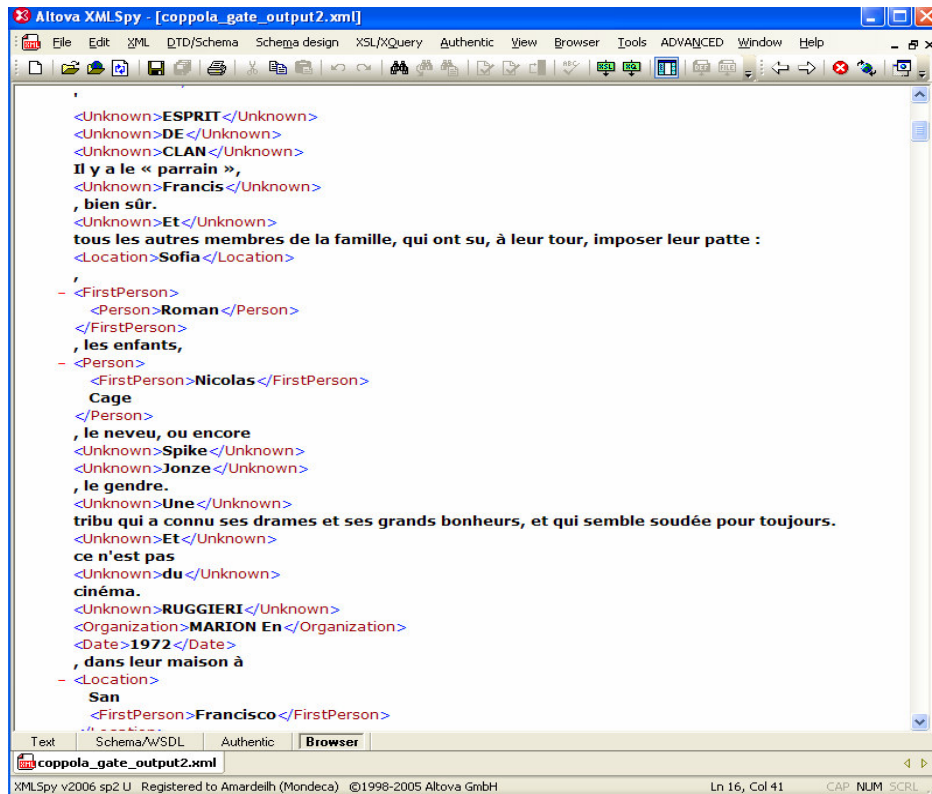 Altova XMLSpy - [coppola_gate_output2.xml]
File Edit XML DTD/Schema Schema design XSL/XQuery Authentic View Browser Tools ADVANCED Window Help
<Unknown>ESPRIT</Unknown>
<Unknown>DE</Unknown>
<Unknown>CLAN</Unknown>
Il y a le « parrain »,
<Unknown>Francis</Unknown>
, bien sûr.
<Unknown>Et</Unknown>
tous les autres membres de la famille, qui ont su, à leur tour, imposer leur patte :
<Location>Sofia</Location>
,
- <FirstPerson>
<Person>Roman</Person>
</FirstPerson>
, les enfants,
- <Person>
<FirstPerson>Nicolas</FirstPerson>
Cage
</Person>
, le neveu, ou encore
<Unknown>Spike</Unknown>
<Unknown>Jonze</Unknown>
, le gendre.
<Unknown>Une</Unknown>
tribu qui a connu ses drames et ses grands bonheurs, et qui semble soudée pour toujours.
<Unknown>Et</Unknown>
ce n'est pas
<Unknown>du</Unknown>
cinéma.
<Unknown>RUGGIERI</Unknown>
<Organization>MARION En</Organization>
<Date>1972</Date>
, dans leur maison à
- <Location>
San
<FirstPerson>Francisco</FirstPerson>
Text Schema/WSDL Authentic Browser
coppola_gate_output2.xml
XMLSpy v2006 sp2 U Registered to Amardeilh (Mondeca) ©1998-2005 Altova GmbH Ln 16, Col 41 CAP NUM SCRL